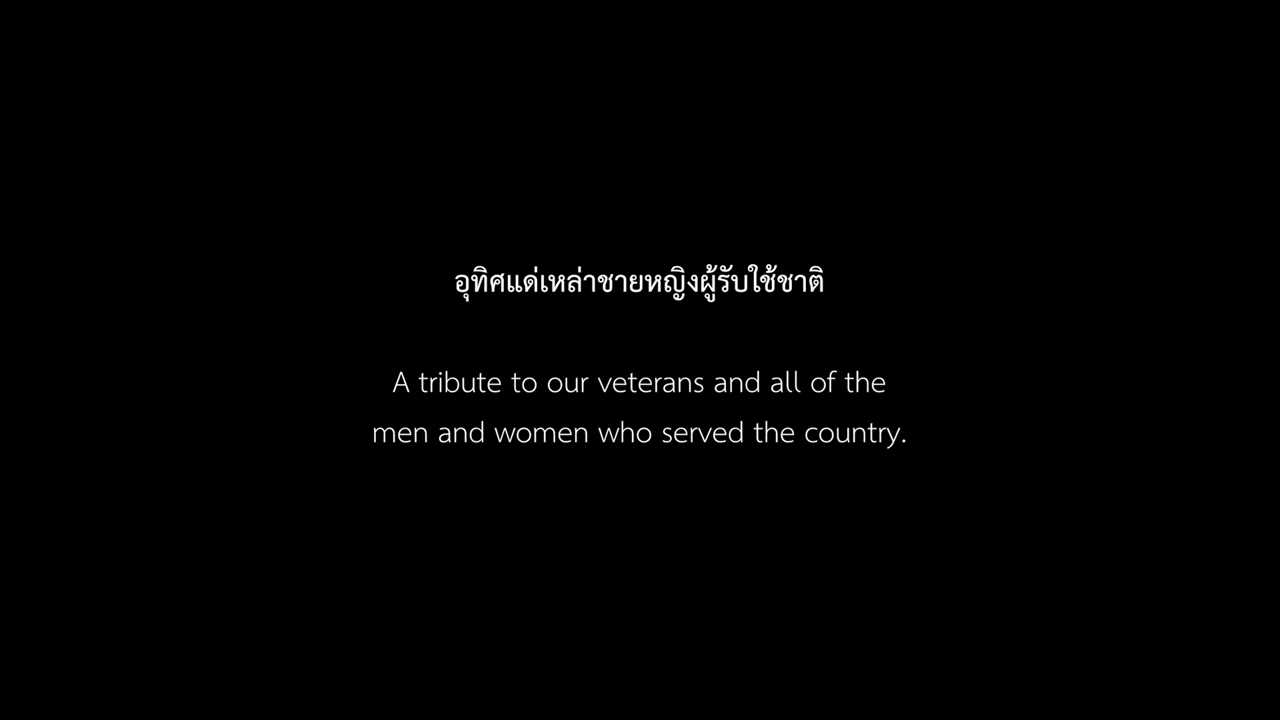 อุทิศแด่เหล่าชายหญิงผู้รับใช้ชาติ
A tribute to our veterans and all of the
men and women who served the country.